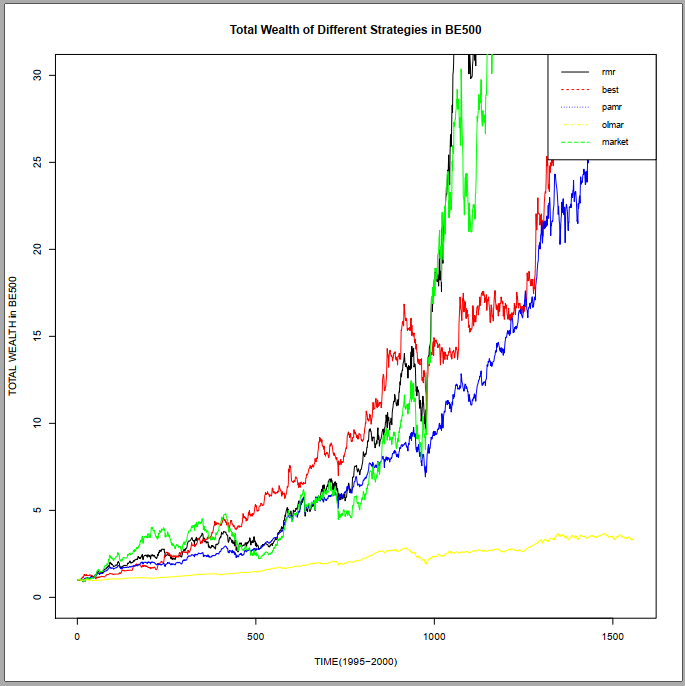 Total Wealth of Different Strategies in BE500
TOTAL WEALTH in BE500
30
25
20
15
10
5
0
rmr
best
pamr
olmar
market
0 500 1000 1500
TIME(1995−2000)